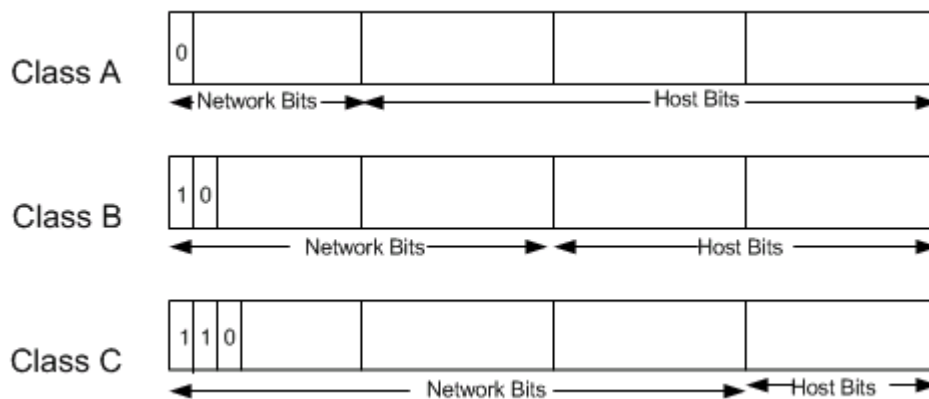 0
Class A
Network Bits Host Bits
1 0
Class B
Network Bits Host Bits
1 1 0
Class C
Network Bits Host Bits